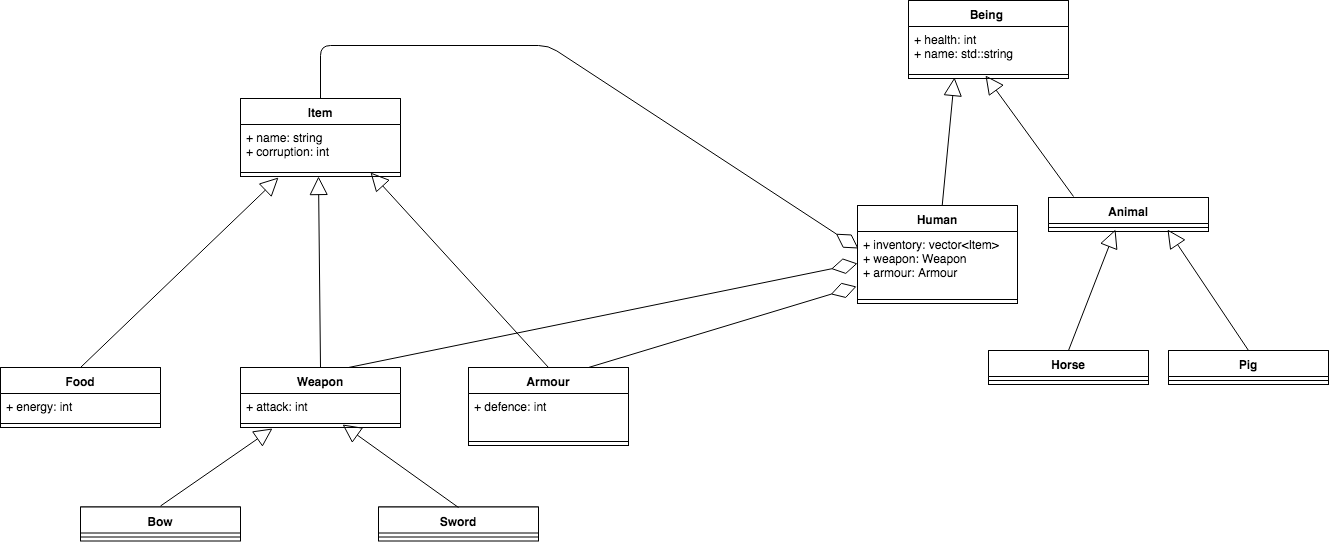 Being
+ health: int
+ name: std::string
Item
+ name: string
+ corruption: int
Human
+ inventory: vector<Item>
+ weapon: Weapon
+ armour: Armour
Animal
Horse
Pig
Food
+ energy: int
Weapon
+ attack: int
Armour
+ defence: int
Bow
Sword